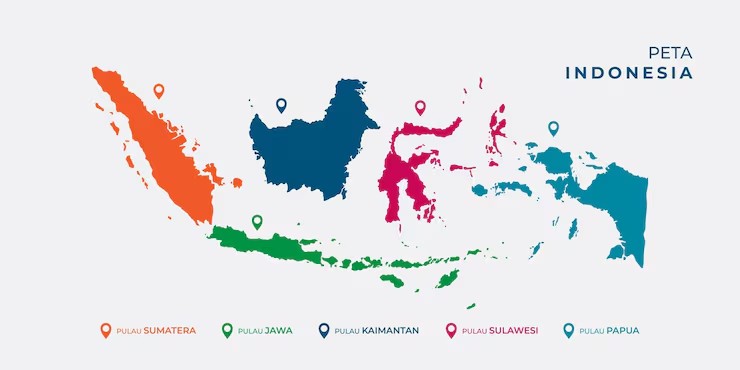 PETA
INDONESIA
PULAU SUMATERA
PULAU JAWA
PULAU KAIMANTAN
PULAU SULAWESI
PULAU PAPUA